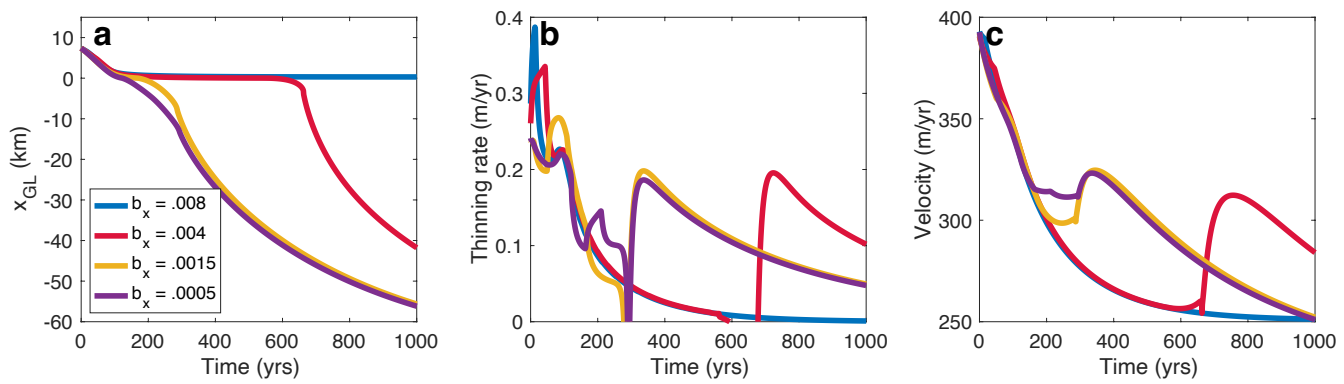 a
10
0
-10
-20
-30
-40
-50
-60
x_GL (km)
b_x = .008
b_x = .004
b_x = .0015
b_x = .0005
0 200 400 600 800 1000
Time (yrs)
b
0.4
0.3
0.2
0.1
0
Thinning rate (m/yr)
0 200 400 600 800 1000
Time (yrs)
c
400
350
300
250
Velocity (m/yr)
0 200 400 600 800 1000
Time (yrs)